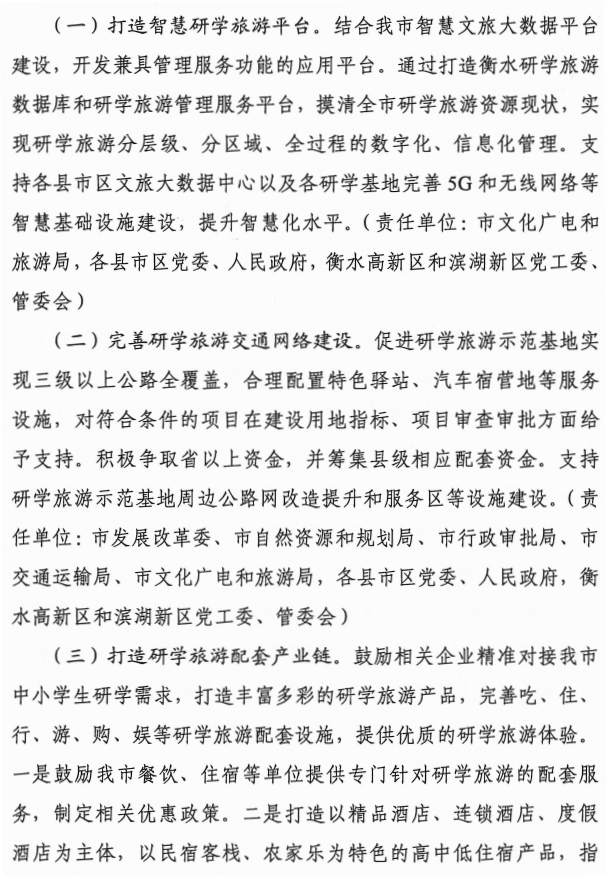 （一）打造智慧研学旅游平台。结合我市智慧文旅大数据平台
建设，开发兼具管理服务功能的应用平台。通过打造衡水研学旅游
数据库和研学旅游管理服务平台，摸清全市研学旅游资源现状，实
现研学旅游分层级、分区域、全过程的数字化、信息化管理。支
持各县市区文旅大数据中心以及各研学基地完善 5G 和无线网络等
智慧基础设施建设，提升智慧化水平。（责任单位：市文化广电和
旅游局，各县市区党委、人民政府，衡水高新区和滨湖新区党工委、
管委会）
（二）完善研学旅游交通网络建设。促进研学旅游示范基地实
现三级以上公路全覆盖，合理配置特色驿站、汽车宿营地等服务
设施，对符合条件的项目在建设用地指标、项目审查审批方面给
予支持。积极争取省以上资金，并筹集县级相应配套资金。支持
研学旅游示范基地周边公路网改造提升和服务区等设施建设。（责
任单位：市发展改革委、市自然资源和规划局、市行政审批局、市
交通运输局、市文化广电和旅游局，各县市区党委、人民政府，衡
水高新区和滨湖新区党工委、管委会）
（三）打造研学旅游配套产业链。鼓励相关企业精准对接我市
中小学生研学需求，打造丰富多彩的研学旅游产品，完善吃、住、
行、游、购、娱等研学旅游配套设施，提供优质的研学旅游体验。
一是鼓励我市餐饮、住宿等单位提供专门针对研学旅游的配套服
务，制定相关优惠政策。二是打造以精品酒店、连锁酒店、度假
酒店为主体，以民宿客栈、农家乐为特色的高中低住宿产品，指